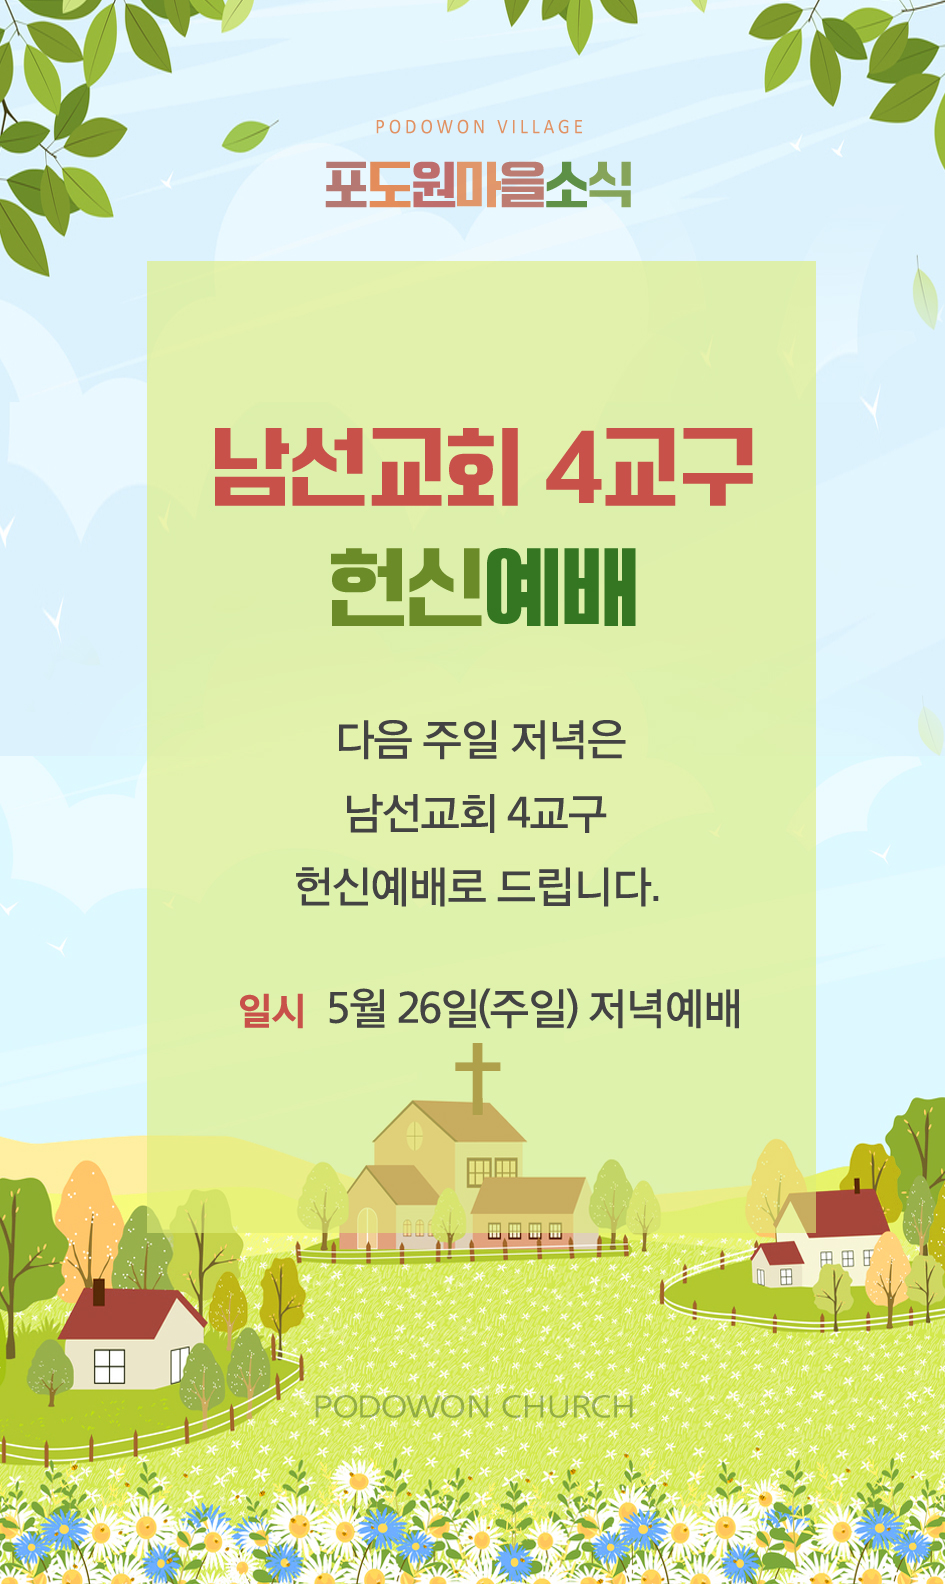 PODOWON VILLAGE
포도원마을소식
남선교회 4교구
헌신예배
다음 주일 저녁은
남선교회 4교구
헌신예배로 드립니다.
일시 5월 26일(주일) 저녁예배
PODOWON CHURCH